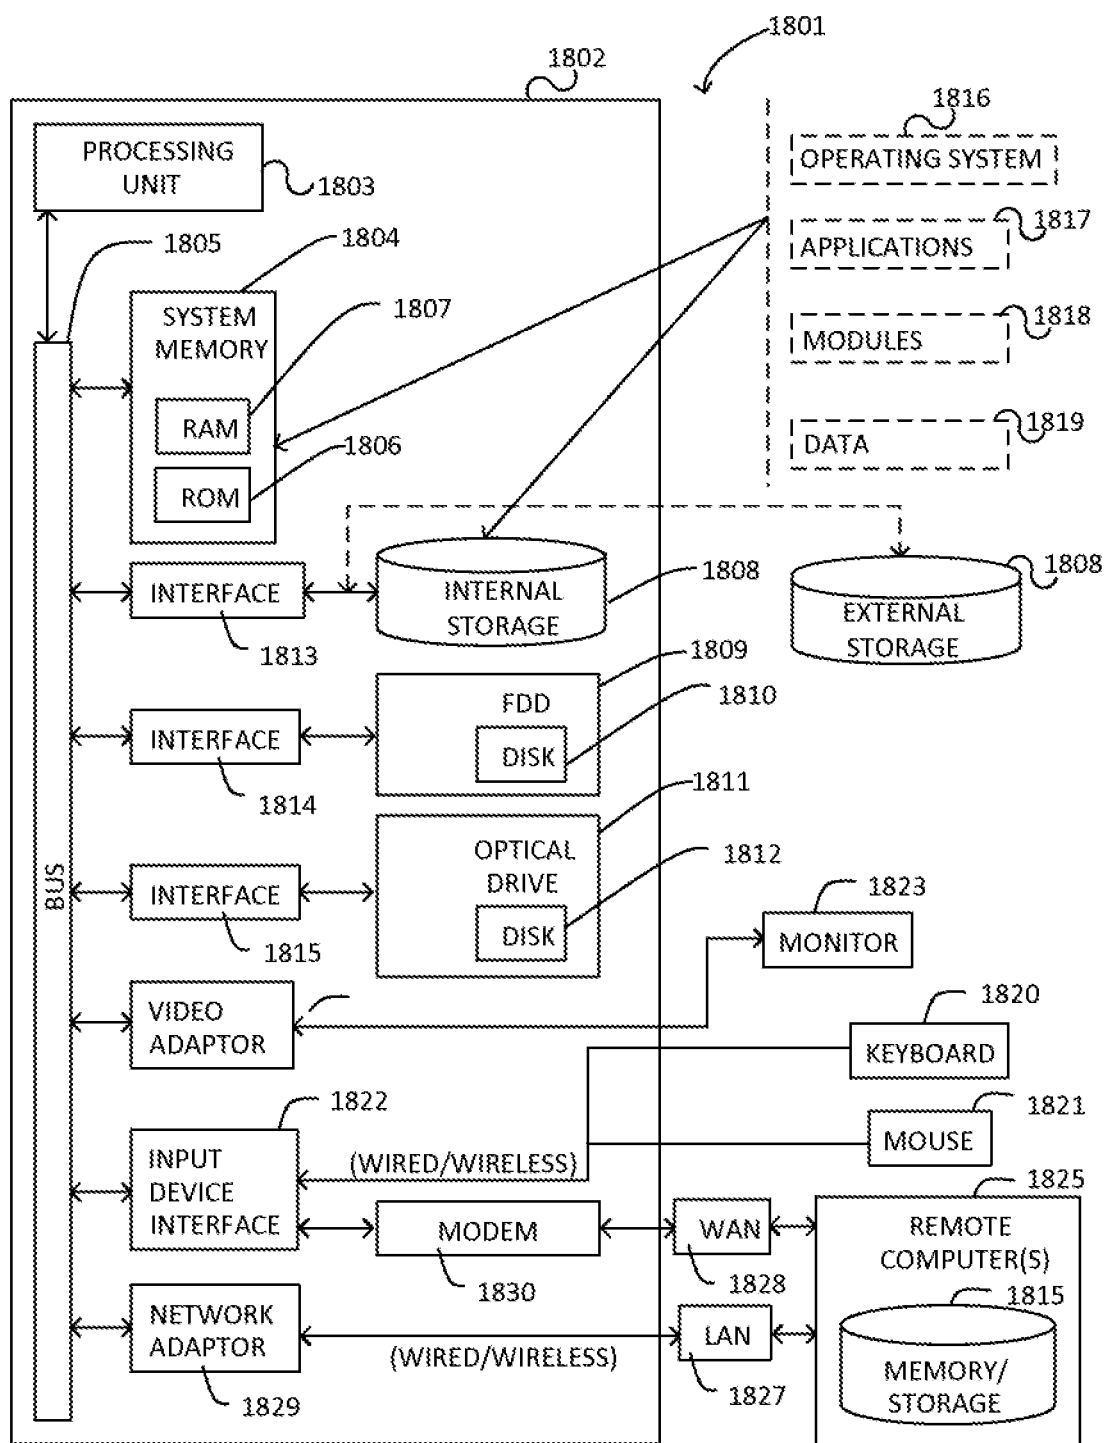 1801
1802
1816
OPERATING SYSTEM
PROCESSING
UNIT
1803
1817
APPLICATIONS
1805
1804
SYSTEM
MEMORY
1807
RAM
1806
ROM
1818
MODULES
1819
DATA
INTERFACE
1813
INTERNAL
STORAGE
1808
1808
EXTERNAL
STORAGE
1809
FDD
1810
DISK
INTERFACE
1814
1811
OPTICAL
DRIVE
1812
DISK
INTERFACE
1815
BUS
1823
MONITOR
VIDEO
ADAPTOR
1820
KEYBOARD
1821
MOUSE
1822
INPUT
DEVICE
INTERFACE
(WIRED/WIRELESS)
MODEM
1830
WAN
1828
1825
REMOTE
COMPUTER(S)
1815
MEMORY/
STORAGE
NETWORK
ADAPTOR
1829
(WIRED/WIRELESS)
LAN
1827